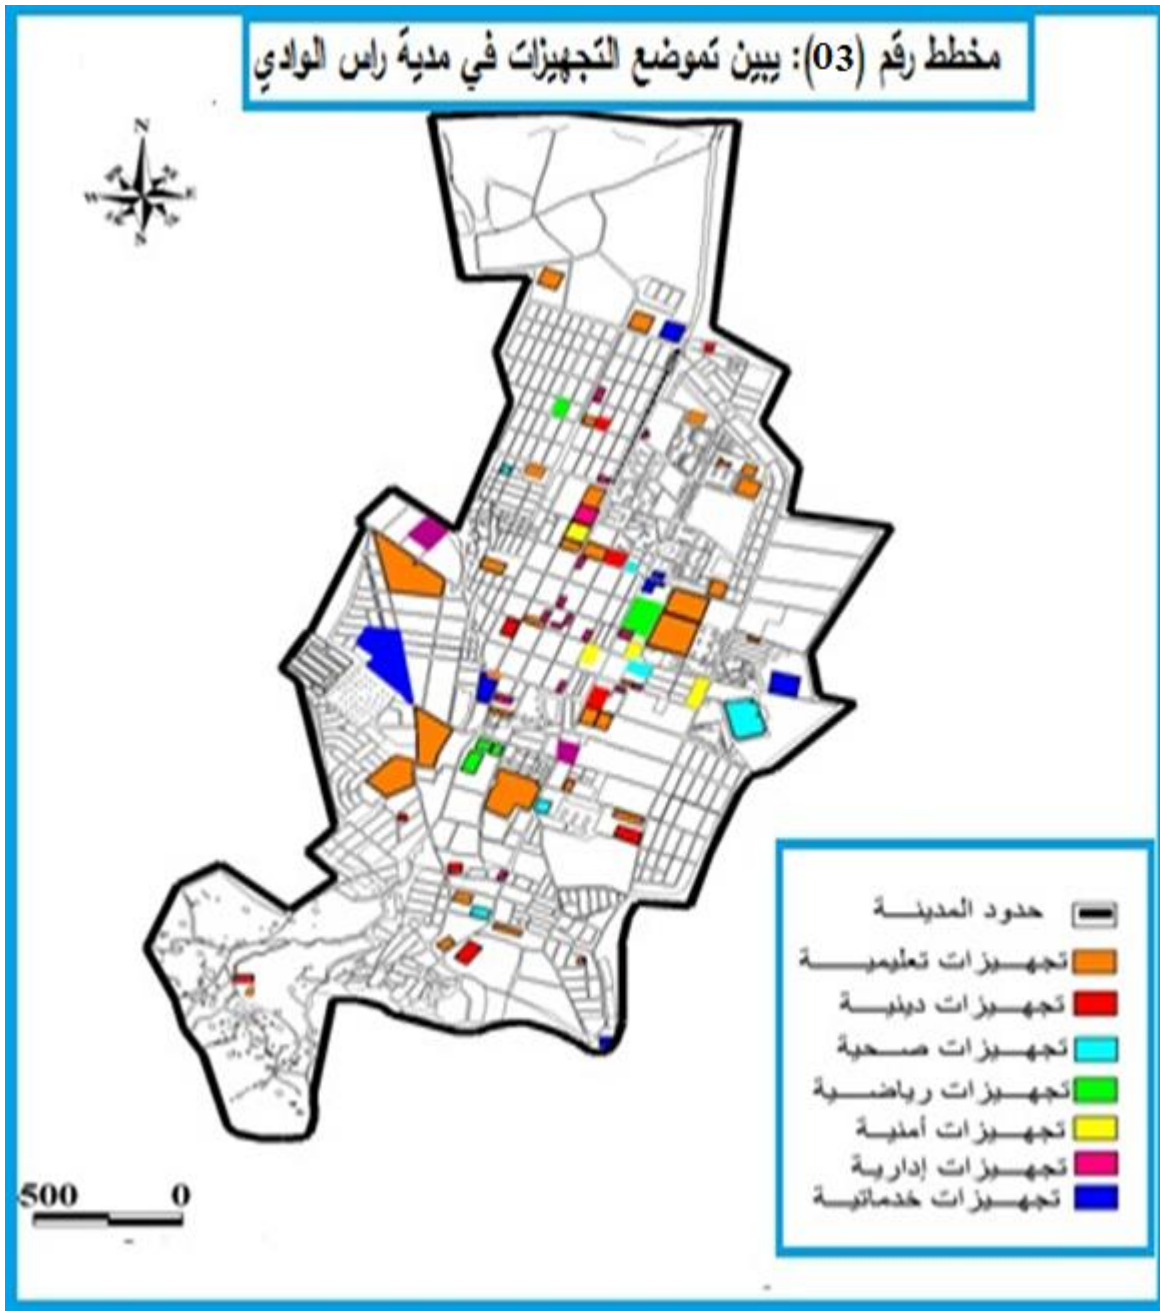 مخطط رقم (03): يبين تموضع التجهيزات في مدية راس الوادي
N
W E
حدود المدينة
تجهيزات تعليمية
تجهيزات دينية
تجهيزات صحية
تجهيزات رياضية
تجهيزات أمنية
تجهيزات إدارية
تجهيزات خدماتية
500 0